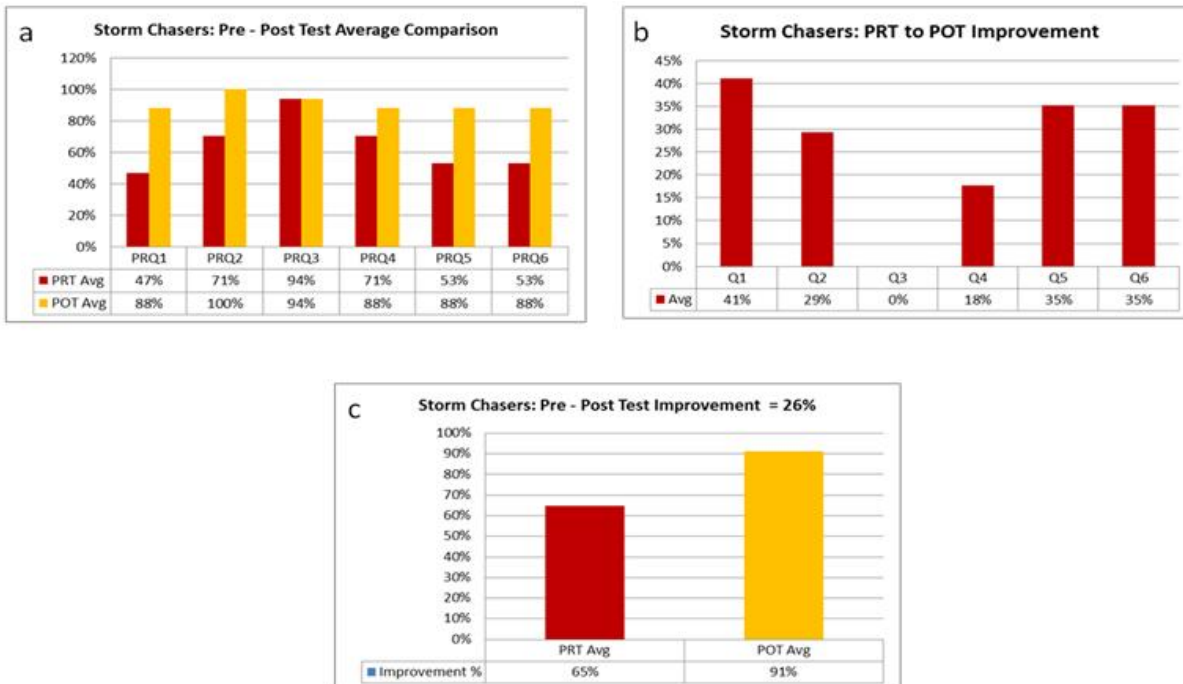 a
Storm Chasers: Pre - Post Test Average Comparison
120%
100%
80%
60%
40%
20%
0%
PRQ1 PRQ2 PRQ3 PRQ4 PRQ5 PRQ6
PRT Avg 47% 71% 94% 71% 53% 53%
POT Avg 88% 100% 94% 88% 88% 88%
b
Storm Chasers: PRT to POT Improvement
45%
40%
35%
30%
25%
20%
15%
10%
5%
0%
Q1 Q2 Q3 Q4 Q5 Q6
Avg 41% 29% 0% 18% 35% 35%
c
Storm Chasers: Pre - Post Test Improvement = 26%
100%
90%
80%
70%
60%
50%
40%
30%
20%
10%
0%
PRT Avg POT Avg
Improvement % 65% 91%